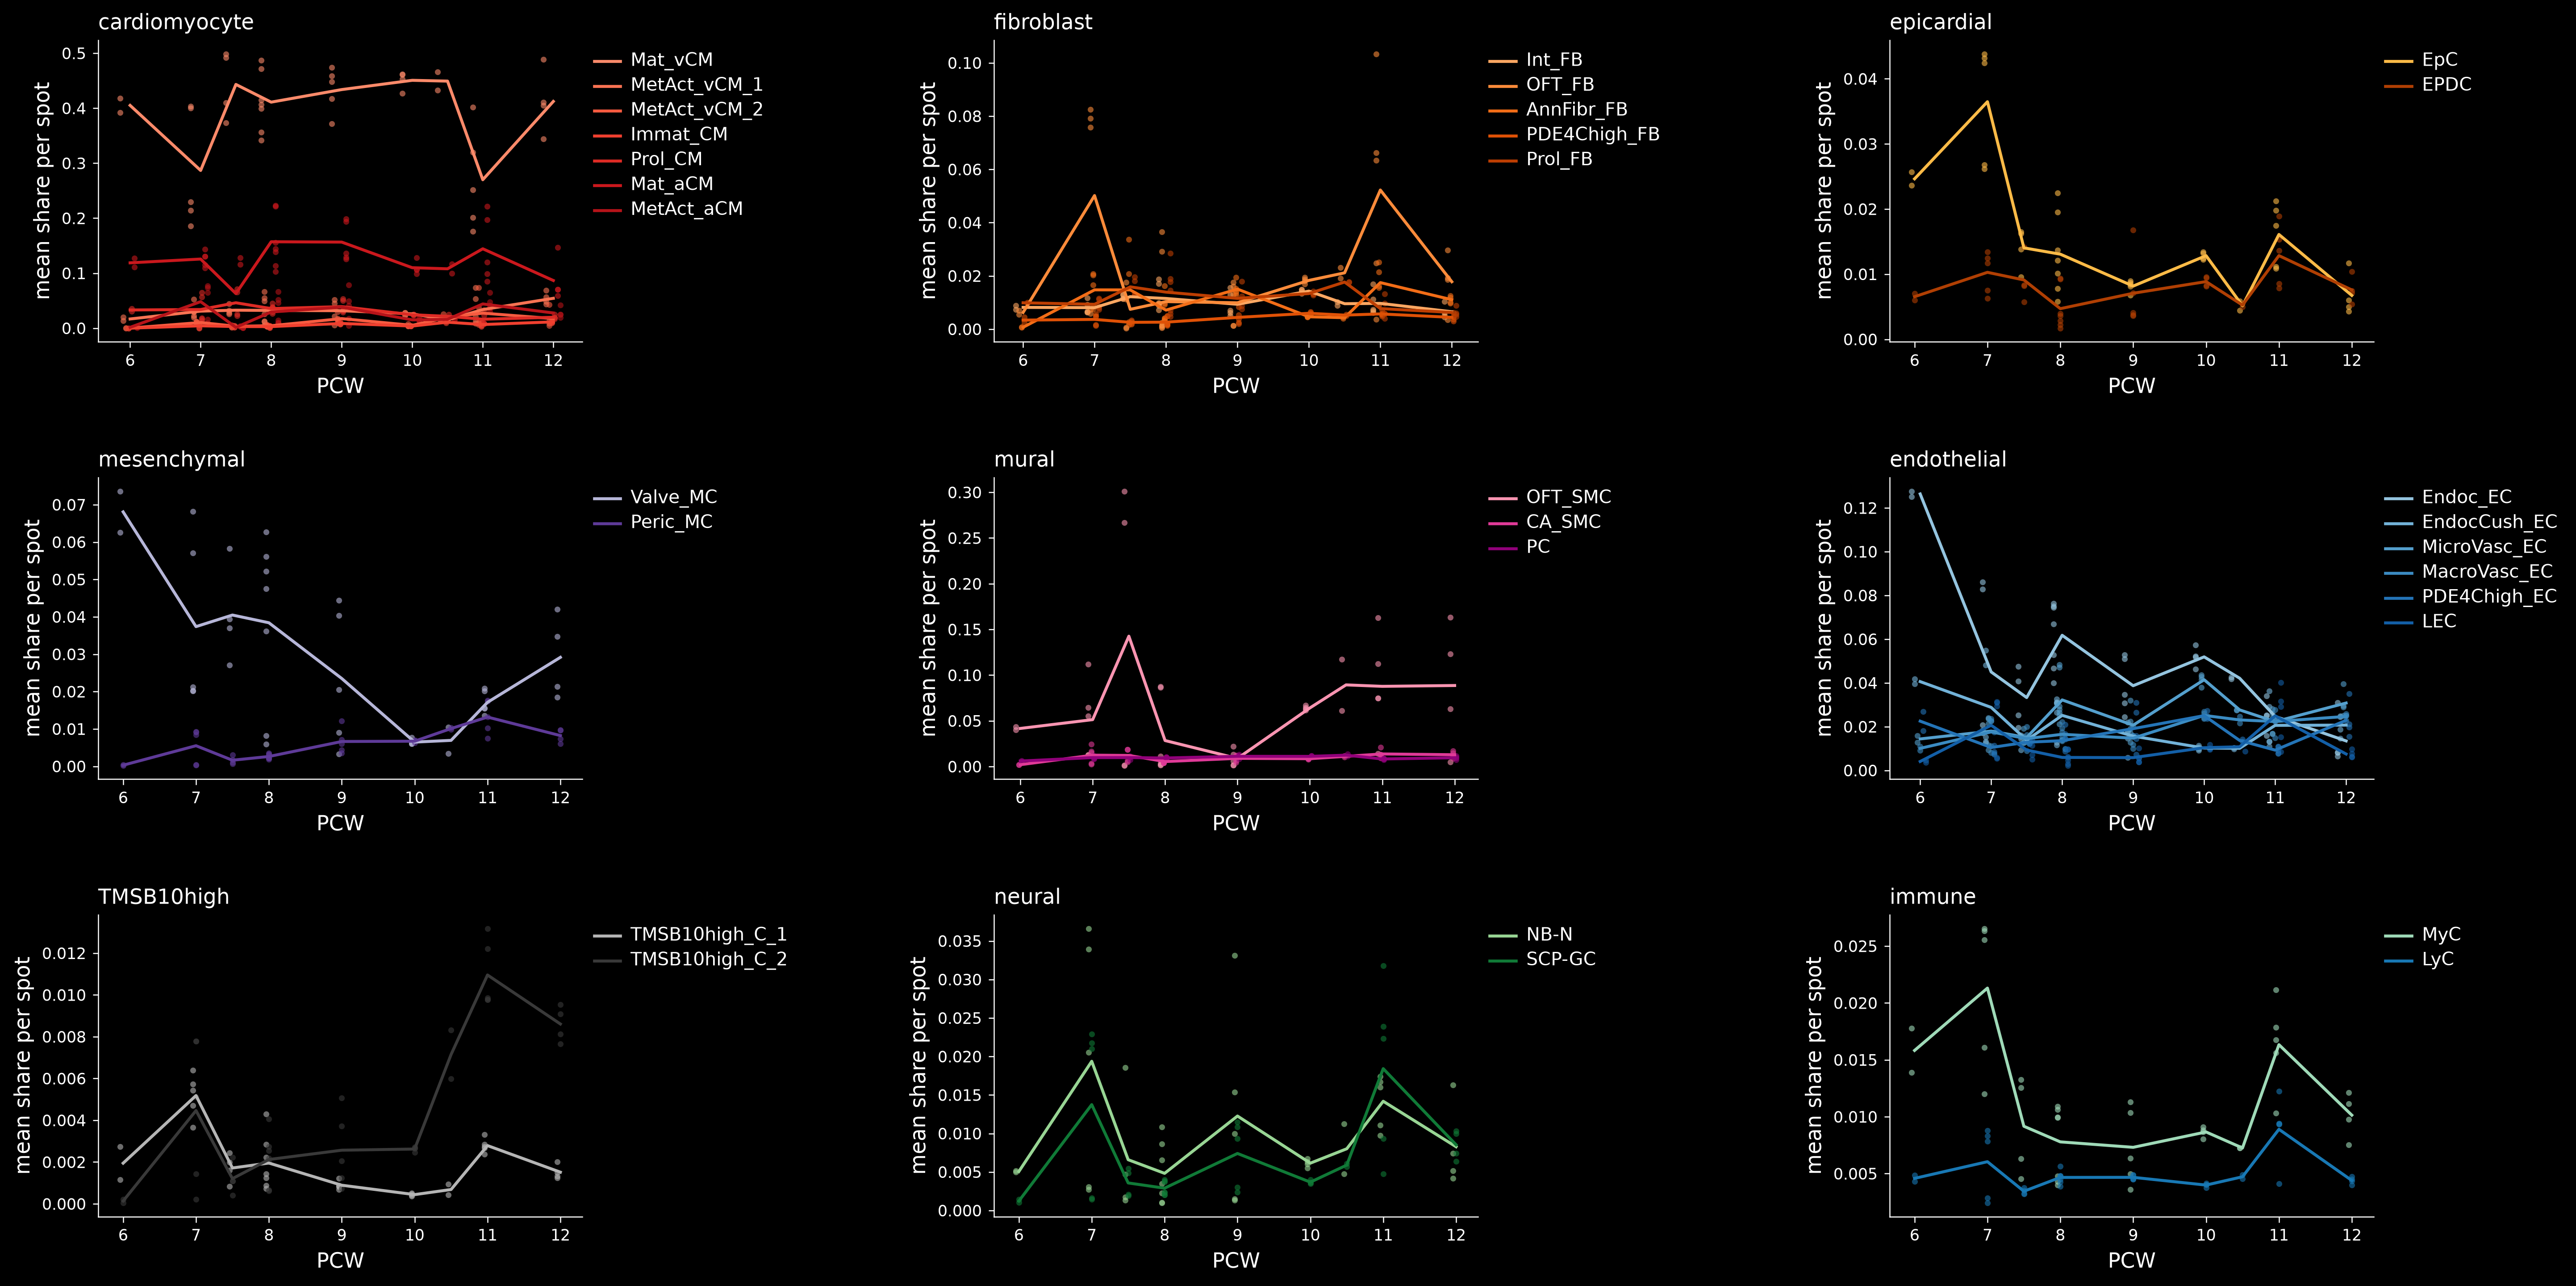 cardiomyocyte
mean share per spot
0.5
0.4
0.3
0.2
0.1
0.0
6 7 8 9 10 11 12
PCW
Mat_vCM
MetAct_vCM_1
MetAct_vCM_2
Immat_CM
Prol_CM
Mat_aCM
MetAct_aCM
fibroblast
mean share per spot
0.10
0.08
0.06
0.04
0.02
0.00
6 7 8 9 10 11 12
PCW
Int_FB
OFT_FB
AnnFibr_FB
PDE4Chigh_FB
Prol_FB
epicardial
mean share per spot
0.04
0.03
0.02
0.01
0.00
6 7 8 9 10 11 12
PCW
EpC
EPDC
mesenchymal
mean share per spot
0.07
0.06
0.05
0.04
0.03
0.02
0.01
0.00
6 7 8 9 10 11 12
PCW
Valve_MC
Peric_MC
mural
mean share per spot
0.30
0.25
0.20
0.15
0.10
0.05
0.00
6 7 8 9 10 11 12
PCW
OFT_SMC
CA_SMC
PC
endothelial
mean share per spot
0.12
0.10
0.08
0.06
0.04
0.02
0.00
6 7 8 9 10 11 12
PCW
Endoc_EC
EndocCush_EC
MicroVasc_EC
MacroVasc_EC
PDE4Chigh_EC
LEC
TMSB10high
mean share per spot
0.012
0.010
0.008
0.006
0.004
0.002
0.000
6 7 8 9 10 11 12
PCW
TMSB10high_C_1
TMSB10high_C_2
neural
mean share per spot
0.035
0.030
0.025
0.020
0.015
0.010
0.005
0.000
6 7 8 9 10 11 12
PCW
NB-N
SCP-GC
immune
mean share per spot
0.025
0.020
0.015
0.010
0.005
6 7 8 9 10 11 12
PCW
MyC
LyC